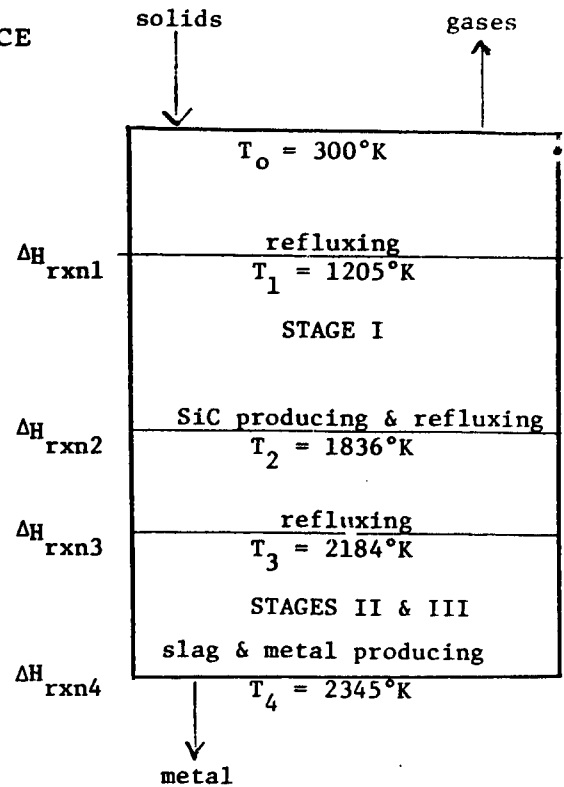 CE
solids
gases
T_o = 300°K
refluxing
ΔH_rxn1
T_1 = 1205°K
STAGE I
SiC producing & refluxing
ΔH_rxn2
T_2 = 1836°K
refluxing
ΔH_rxn3
T_3 = 2184°K
STAGES II & III
slag & metal producing
ΔH_rxn4
T_4 = 2345°K
metal